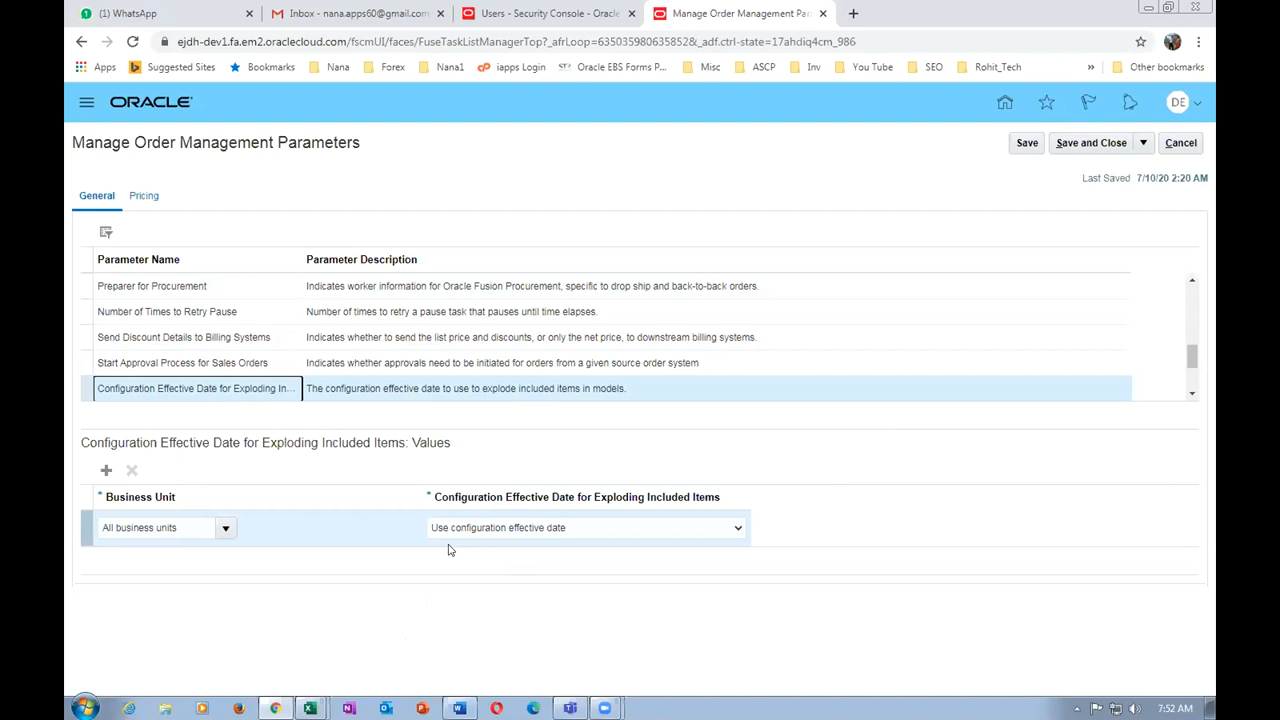 (1) WhatsApp
Inbox - nana.apps60@gmail.com
Users - Security Console - Oracle
Manage Order Management Par
ejdh-dev1.fa.em2.oraclecloud.com/fscmUI/faces/FuseTaskListManagerTop?_afrLoop=6350359806358528&_adf.ctrl-state=17ahdiq4cm_986
Apps
Suggested Sites
Bookmarks
Nana
Forex
Nana1
iapps Login
Oracle EBS Forms P...
Misc
ASCP
Inv
You Tube
SEO
Rohit_Tech
»
Other bookmarks
ORACLE
DE
Manage Order Management Parameters
Save
Save and Close
Cancel
Last Saved 7/10/20 2:20 AM
General
Pricing
Parameter Name
Parameter Description
Preparer for Procurement
Indicates worker information for Oracle Fusion Procurement, specific to drop ship and back-to-back orders.
Number of Times to Retry Pause
Number of times to retry a pause task that pauses until time elapses.
Send Discount Details to Billing Systems
Indicates whether to send the list price and discounts, or only the net price, to downstream billing systems.
Start Approval Process for Sales Orders
Indicates whether approvals need to be initiated for orders from a given source order system
Configuration Effective Date for Exploding In...
The configuration effective date to use to explode included items in models.
Configuration Effective Date for Exploding Included Items: Values
* Business Unit
* Configuration Effective Date for Exploding Included Items
All business units
Use configuration effective date
7:52 AM